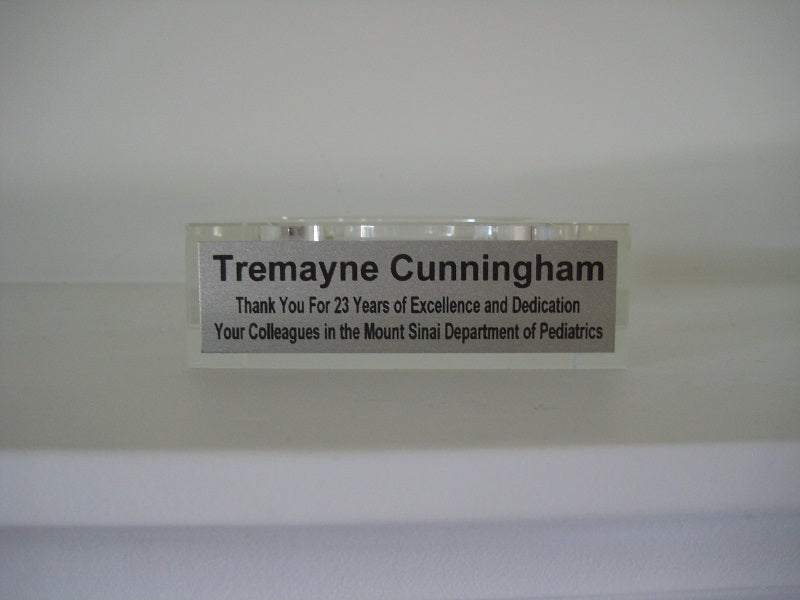 Tremayne Cunningham
Thank You For 23 Years of Excellence and Dedication
Your Colleagues in the Mount Sinai Department of Pediatrics